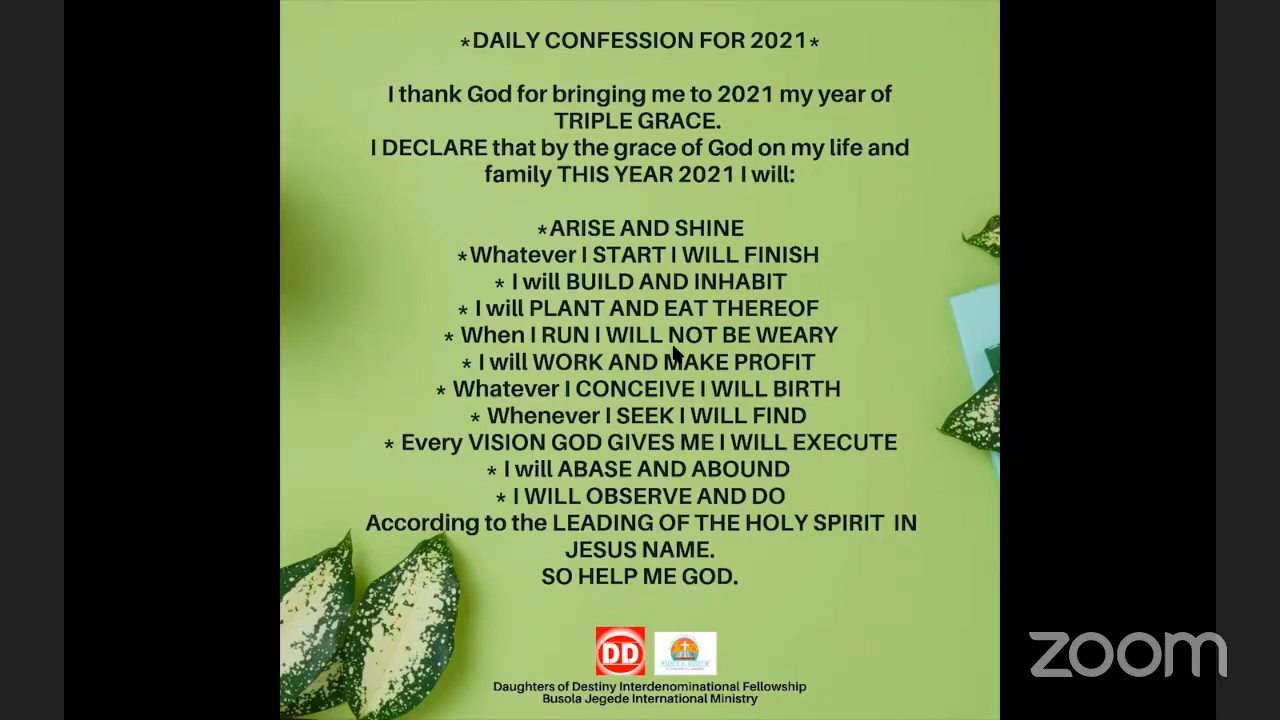 *DAILY CONFESSION FOR 2021*
I thank God for bringing me to 2021 my year of
TRIPLE GRACE.
I DECLARE that by the grace of God on my life and
family THIS YEAR 2021 I will:
*ARISE AND SHINE
*Whatever I START I WILL FINISH
* I will BUILD AND INHABIT
* I will PLANT AND EAT THEREOF
* When I RUN I WILL NOT BE WEARY
* I will WORK AND MAKE PROFIT
* Whatever I CONCEIVE I WILL BIRTH
* Whenever I SEEK I WILL FIND
* Every VISION GOD GIVES ME I WILL EXECUTE
* I will ABASE AND ABOUND
* I WILL OBSERVE AND DO
According to the LEADING OF THE HOLY SPIRIT IN
JESUS NAME.
SO HELP ME GOD.
DD
Daughters of Destiny Interdenominational Fellowship
Busola Jegede International Ministry
zoom